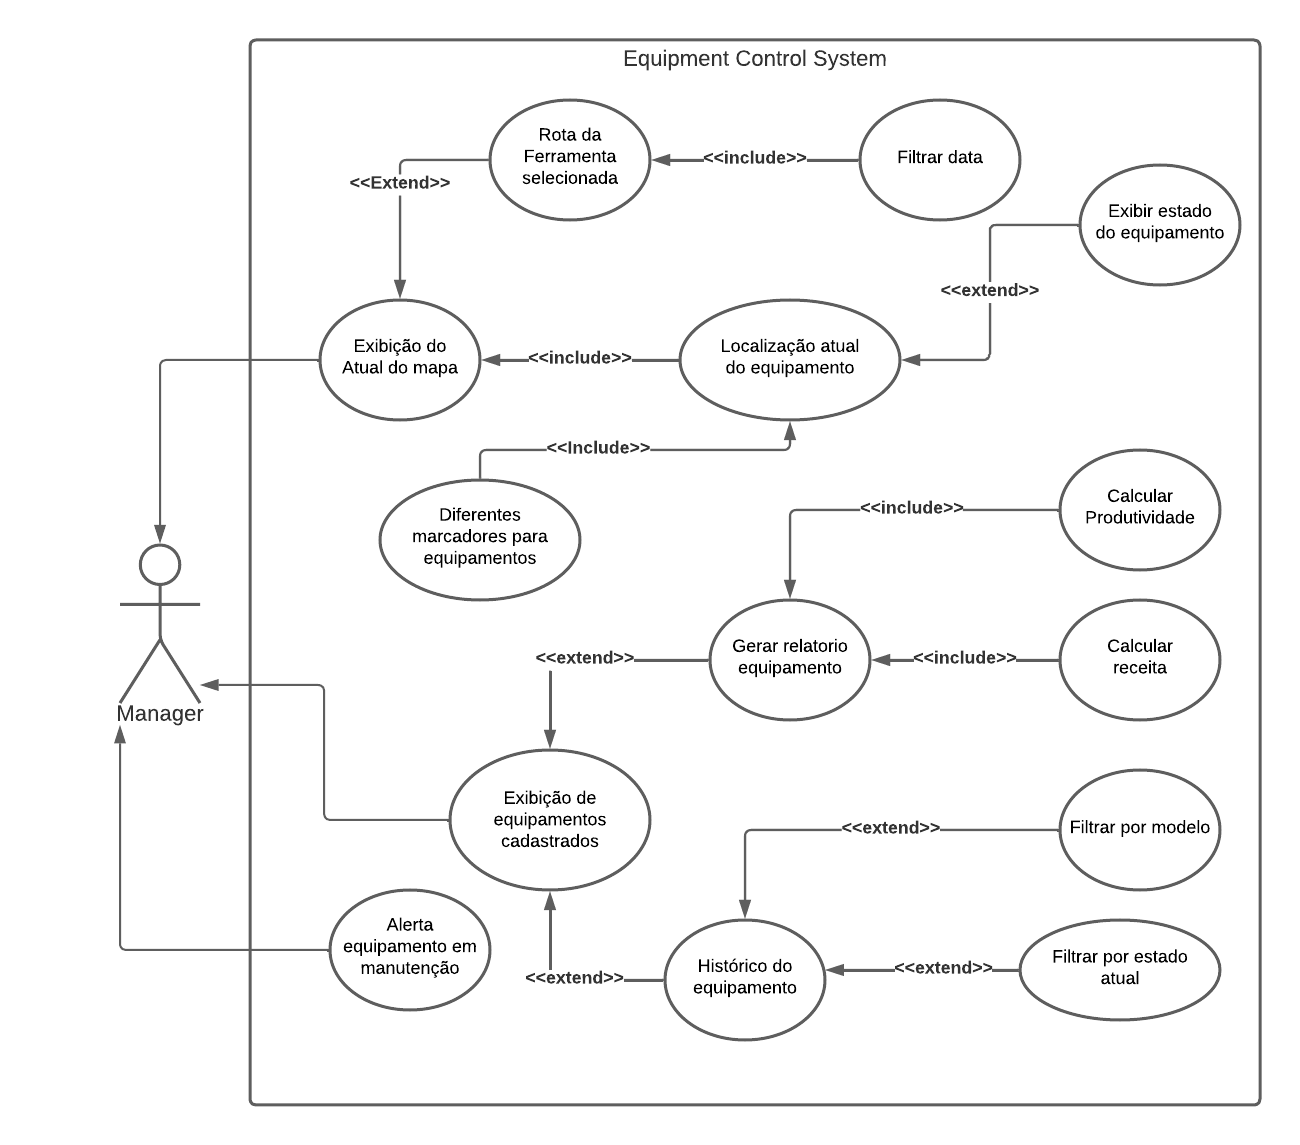 Equipment Control System
Rota da
Ferramenta
selecionada
<<include>>
Filtrar data
<<Extend>>
Exibir estado
do equipamento
<<extend>>
Exibição do
Atual do mapa
<<include>>
Localização atual
do equipamento
<<Include>>
Diferentes
marcadores para
equipamentos
<<include>>
Calcular
Produtividade
Manager
<<extend>>
Gerar relatorio
equipamento
<<include>>
Calcular
receita
Exibição de
equipamentos
cadastrados
<<extend>>
Filtrar por modelo
Alerta
equipamento em
manutenção
<<extend>>
Histórico do
equipamento
<<extend>>
Filtrar por estado
atual